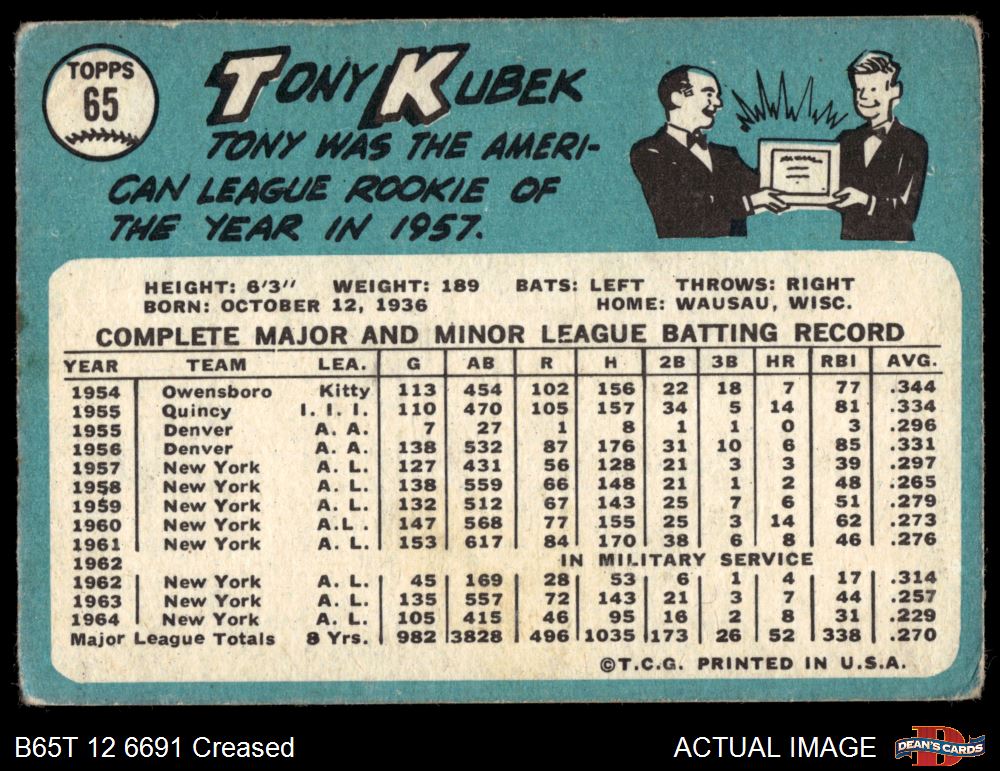 TOPPS
65
TONY KUBEK
TONY WAS THE AMERI-
CAN LEAGUE ROOKIE OF
THE YEAR IN 1957.
HEIGHT: 6'3" WEIGHT: 189 BATS: LEFT THROWS: RIGHT
BORN: OCTOBER 12, 1936 HOME: WAUSAU, WISC.
COMPLETE MAJOR AND MINOR LEAGUE BATTING RECORD
YEAR TEAM LEA. G AB R H 2B 3B HR RBI AVG.
1954 Owensboro Kitty 113 454 102 156 22 18 7 77 .344
1955 Quincy I. I. I. 110 470 105 157 34 5 14 81 .334
1955 Denver A. A. 7 27 1 8 1 1 0 3 .296
1956 Denver A. A. 138 532 87 176 31 10 6 85 .331
1957 New York A. L. 127 431 56 128 21 3 3 39 .297
1958 New York A. L. 138 559 66 148 21 1 2 48 .265
1959 New York A. L. 132 512 67 143 25 7 6 51 .279
1960 New York A.L. 147 568 77 155 25 3 14 62 .273
1961 New York A. L. 153 617 84 170 38 6 8 46 .276
1962 IN MILITARY SERVICE
1962 New York A. L. 45 169 28 53 6 1 4 17 .314
1963 New York A. L. 135 557 72 143 21 3 7 44 .257
1964 New York A. L. 105 415 46 95 16 2 8 31 .229
Major League Totals 8 Yrs. 982 3828 496 1035 173 26 52 338 .270
©T.C.G. PRINTED IN U.S.A.
B65T 12 6691 Creased ACTUAL IMAGE
D
DEAN'S CARDS